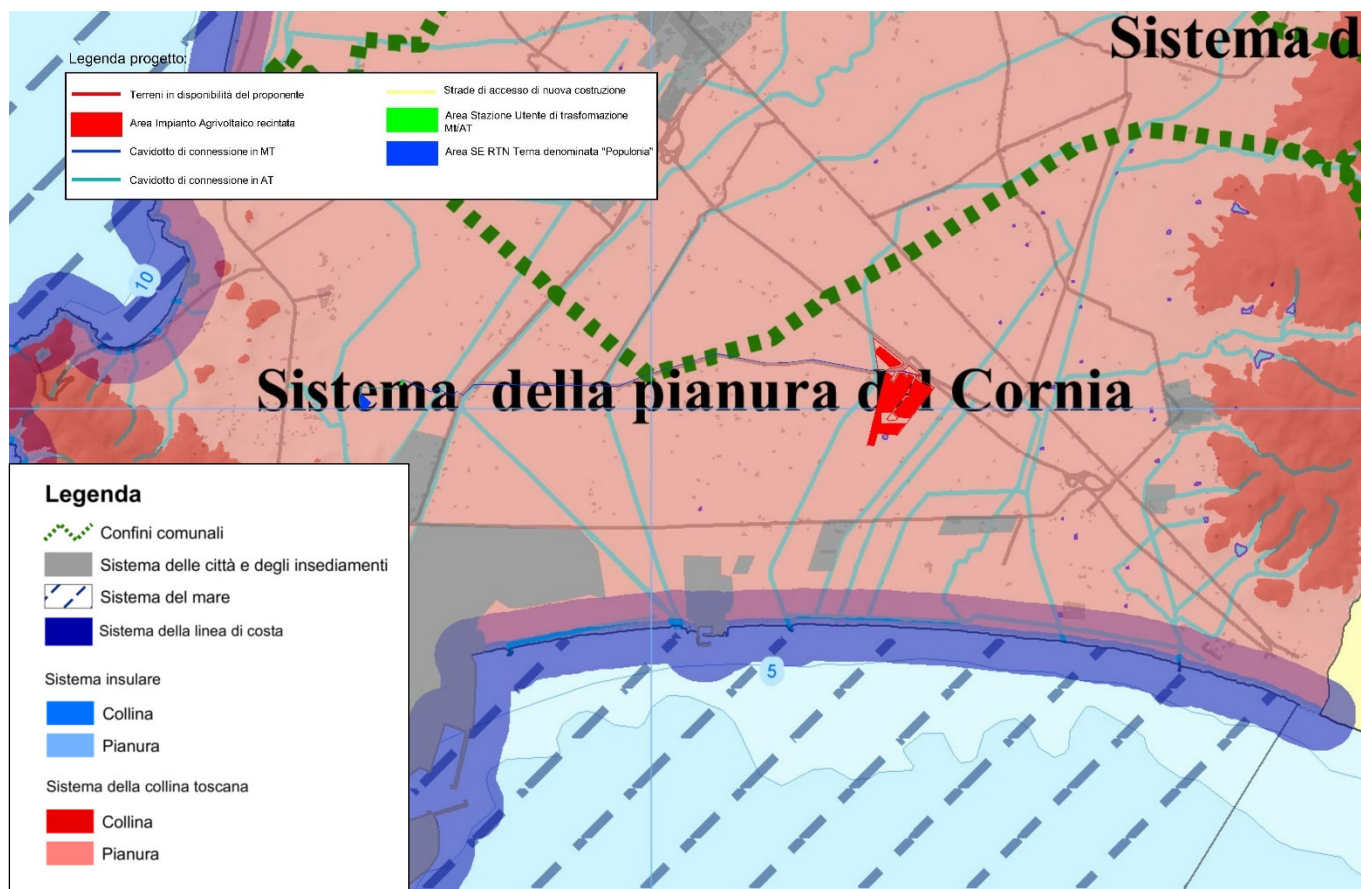 Sistema d
Legenda progetto:
Terreni in disponibilità del proponente
Area Impianto Agrivoltaico recintata
Cavidotto di connessione in MT
Cavidotto di connessione in AT
Strade di accesso di nuova costruzione
Area Stazione Utente di trasformazione
Mt/AT
Area SE RTN Terna denominata "Populonia"
10
Sistema della pianura del Cornia
5
Legenda
Confini comunali
Sistema delle città e degli insediamenti
Sistema del mare
Sistema della linea di costa
Sistema insulare
Collina
Pianura
Sistema della collina toscana
Collina
Pianura